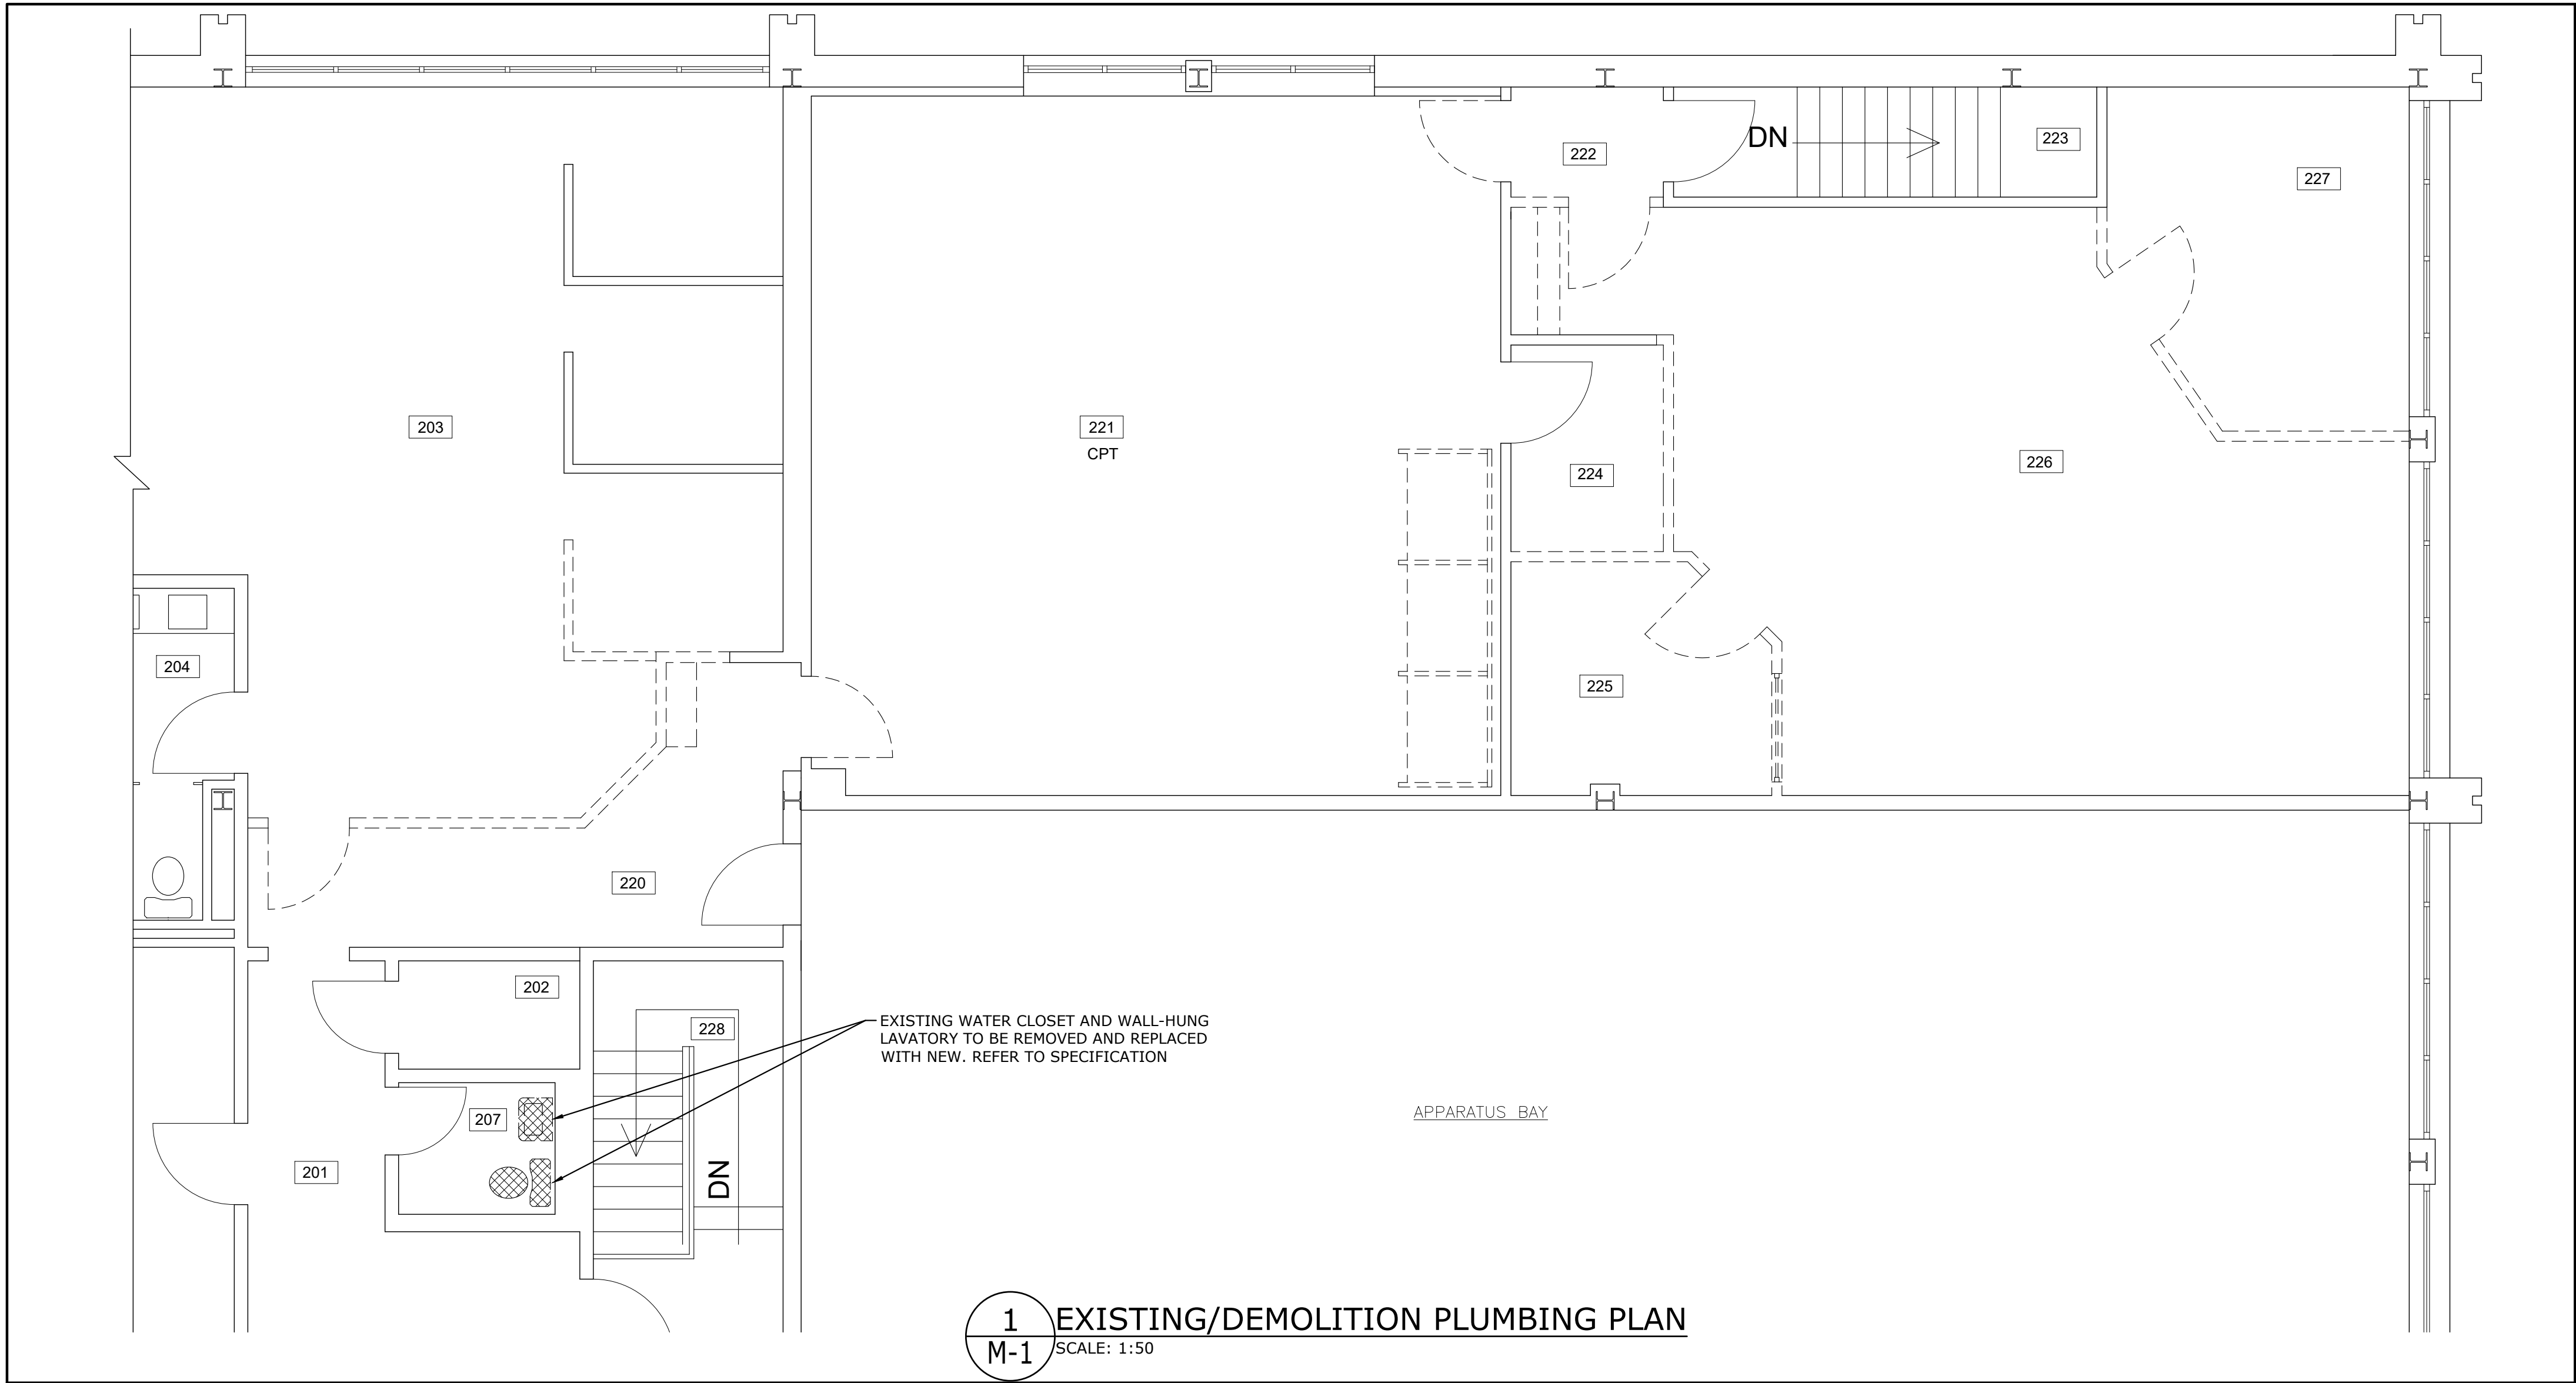 DN
223
222
227
203
221
CPT
226
224
204
225
220
202
228
EXISTING WATER CLOSET AND WALL-HUNG
LAVATORY TO BE REMOVED AND REPLACED
WITH NEW. REFER TO SPECIFICATION
207
APPARATUS BAY
201
DN
1
M-1
EXISTING/DEMOLITION PLUMBING PLAN
SCALE: 1:50